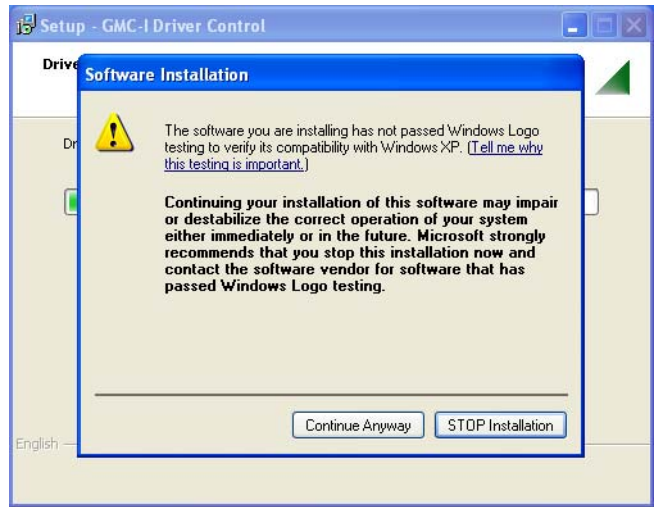 Setup - GMC-I Driver Control
Drive
Software Installation
Dr
The software you are installing has not passed Windows Logo
testing to verify its compatibility with Windows XP. (Tell me why
this testing is important.)
Continuing your installation of this software may impair
or destabilize the correct operation of your system
either immediately or in the future. Microsoft strongly
recommends that you stop this installation now and
contact the software vendor for software that has
passed Windows Logo testing.
Continue Anyway STOP Installation
English